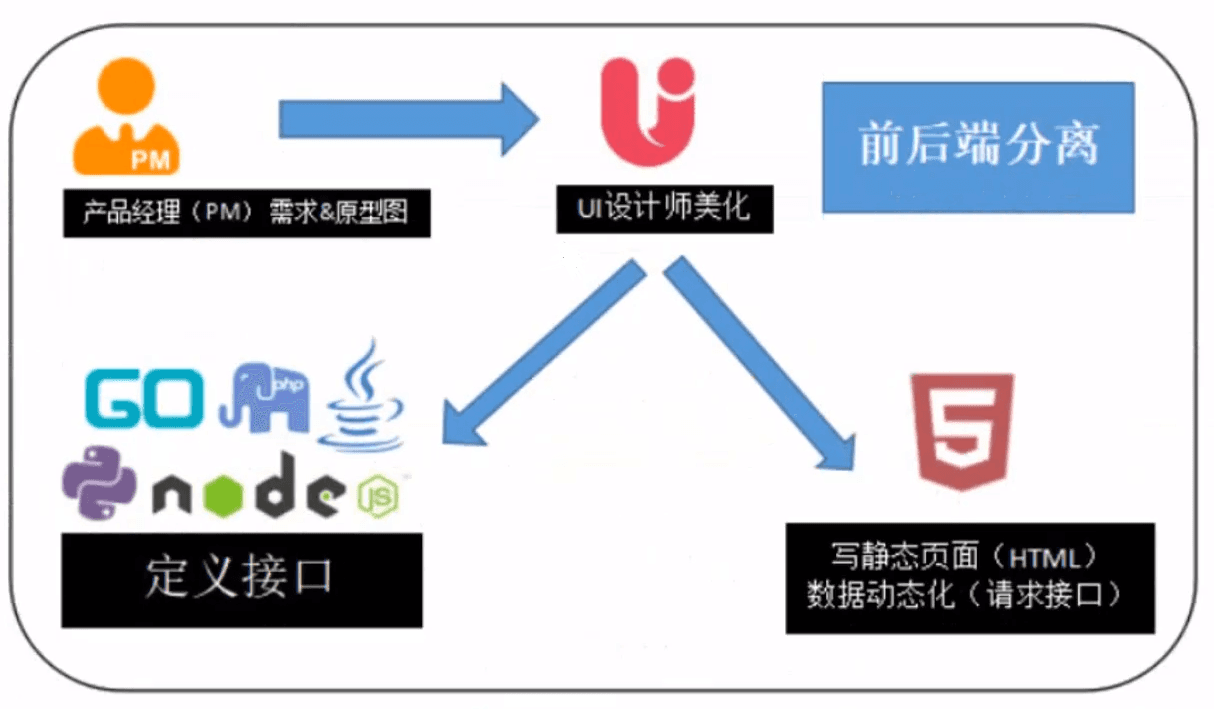 PM
产品经理（PM） 需求&原型图
Ui
UI设计师美化
前后端分离
GO
php
node
JS
定义接口
5
写静态页面（HTML）
数据动态化（请求接口）